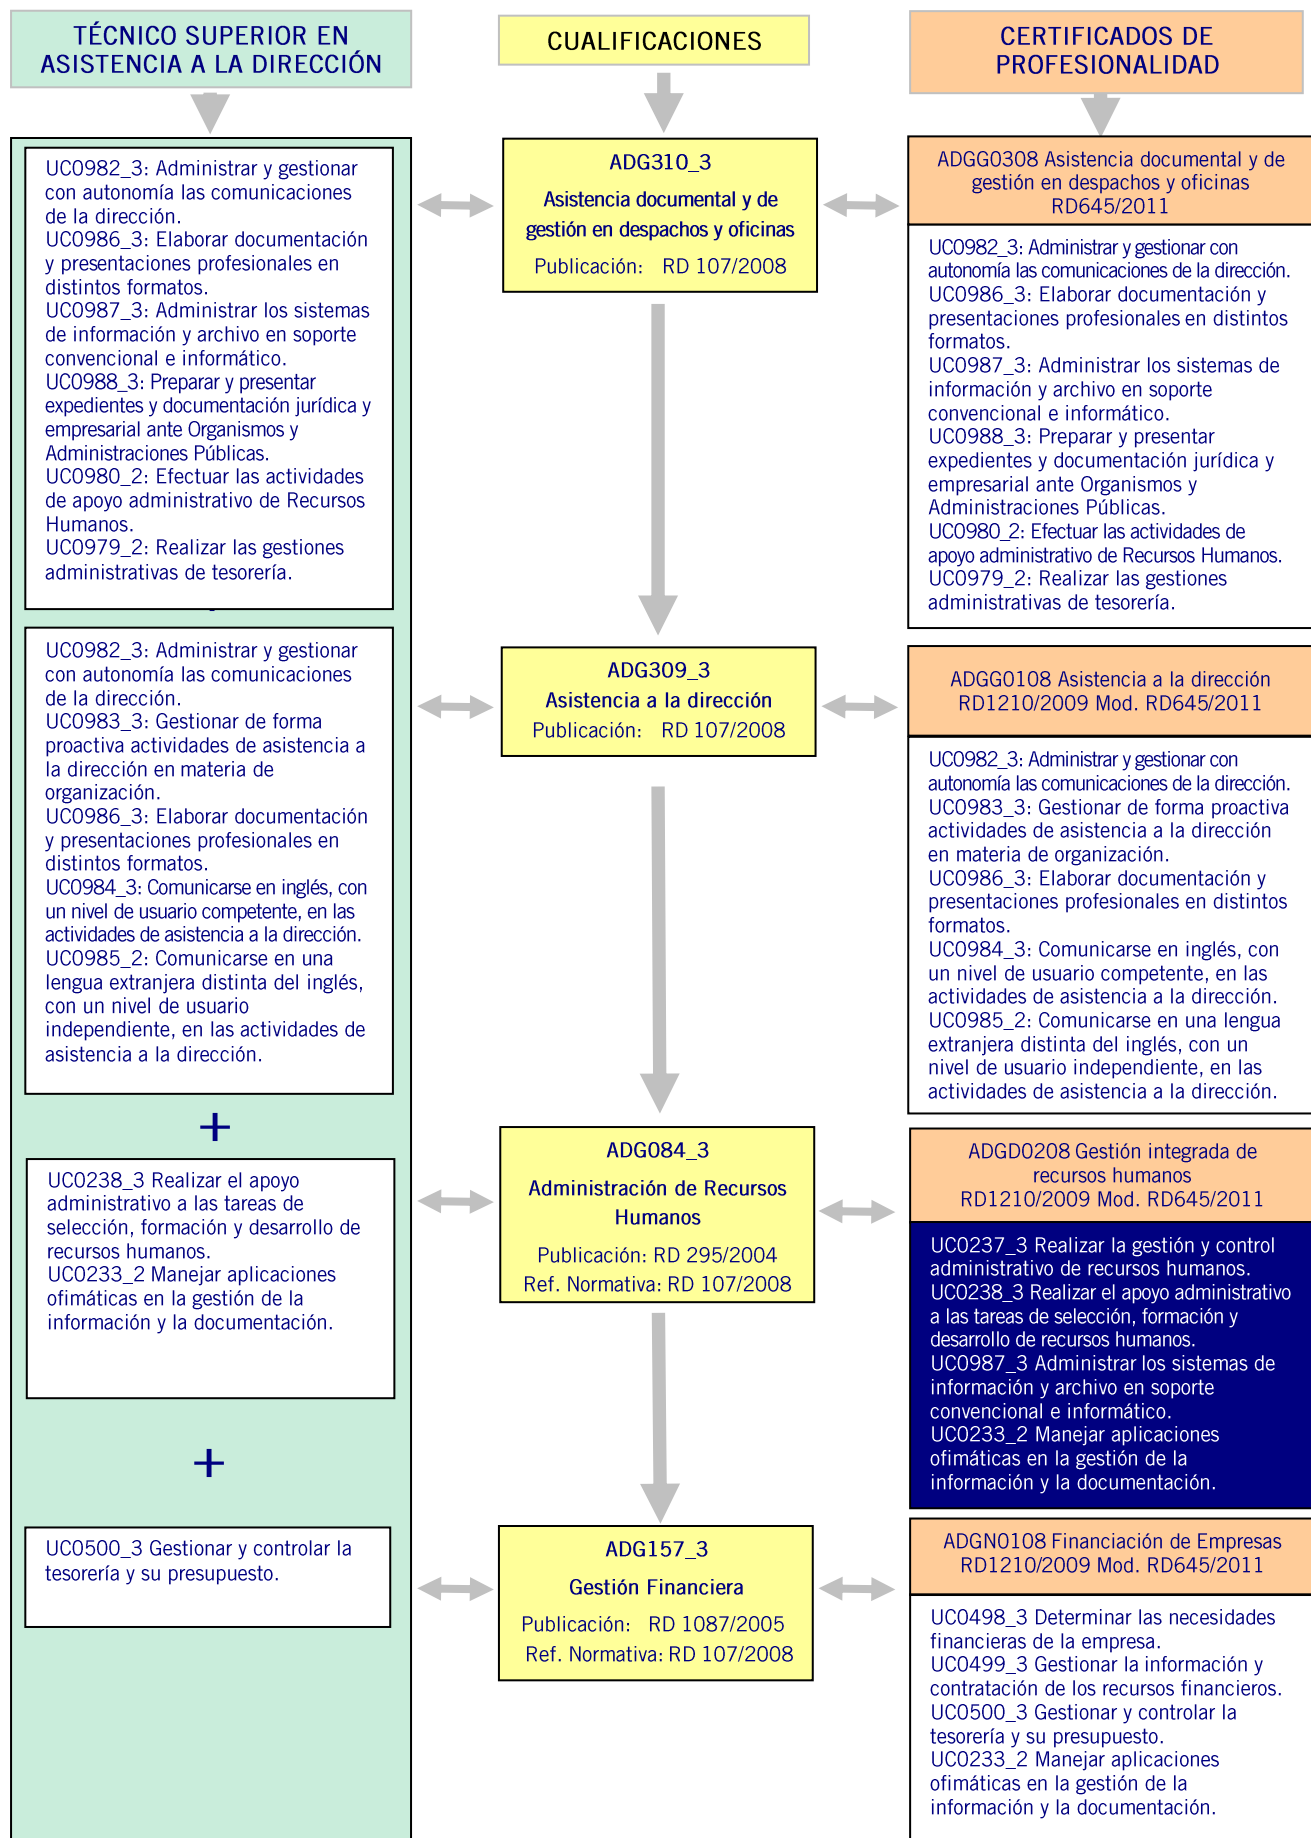 TÉCNICO SUPERIOR EN
ASISTENCIA A LA DIRECCIÓN
UC0982_3: Administrar y gestionar
con autonomía las comunicaciones
de la dirección.
UC0986_3: Elaborar documentación
y presentaciones profesionales en
distintos formatos.
UC0987_3: Administrar los sistemas
de información y archivo en soporte
convencional e informático.
UC0988_3: Preparar y presentar
expedientes y documentación jurídica y
empresarial ante Organismos y
Administraciones Públicas.
UC0980_2: Efectuar las actividades
de apoyo administrativo de Recursos
Humanos.
UC0979_2: Realizar las gestiones
administrativas de tesorería.
UC0982_3: Administrar y gestionar
con autonomía las comunicaciones
de la dirección.
UC0983_3: Gestionar de forma
proactiva actividades de asistencia a
la dirección en materia de
organización.
UC0986_3: Elaborar documentación
y presentaciones profesionales en
distintos formatos.
UC0984_3: Comunicarse en inglés, con
un nivel de usuario competente, en las
actividades de asistencia a la dirección.
UC0985_2: Comunicarse en una
lengua extranjera distinta del inglés,
con un nivel de usuario
independiente, en las actividades de
asistencia a la dirección.
+
UC0238_3 Realizar el apoyo
administrativo a las tareas de
selección, formación y desarrollo de
recursos humanos.
UC0233_2 Manejar aplicaciones
ofimáticas en la gestión de la
información y la documentación.
+
UC0500_3 Gestionar y controlar la
tesorería y su presupuesto.
CUALIFICACIONES
ADG310_3
Asistencia documental y de
gestión en despachos y oficinas
Publicación: RD 107/2008
ADG309_3
Asistencia a la dirección
Publicación: RD 107/2008
ADG084_3
Administración de Recursos
Humanos
Publicación: RD 295/2004
Ref. Normativa: RD 107/2008
ADG157_3
Gestión Financiera
Publicación: RD 1087/2005
Ref. Normativa: RD 107/2008
CERTIFICADOS DE
PROFESIONALIDAD
ADGG0308 Asistencia documental y de
gestión en despachos y oficinas
RD645/2011
UC0982_3: Administrar y gestionar con
autonomía las comunicaciones de la dirección.
UC0986_3: Elaborar documentación y
presentaciones profesionales en distintos
formatos.
UC0987_3: Administrar los sistemas de
información y archivo en soporte
convencional e informático.
UC0988_3: Preparar y presentar
expedientes y documentación jurídica y
empresarial ante Organismos y
Administraciones Públicas.
UC0980_2: Efectuar las actividades de
apoyo administrativo de Recursos Humanos.
UC0979_2: Realizar las gestiones
administrativas de tesorería.
ADGG0108 Asistencia a la dirección
RD1210/2009 Mod. RD645/2011
UC0982_3: Administrar y gestionar con
autonomía las comunicaciones de la dirección.
UC0983_3: Gestionar de forma proactiva
actividades de asistencia a la dirección
en materia de organización.
UC0986_3: Elaborar documentación y
presentaciones profesionales en distintos
formatos.
UC0984_3: Comunicarse en inglés, con
un nivel de usuario competente, en las
actividades de asistencia a la dirección.
UC0985_2: Comunicarse en una lengua
extranjera distinta del inglés, con un
nivel de usuario independiente, en las
actividades de asistencia a la dirección.
ADGD0208 Gestión integrada de
recursos humanos
RD1210/2009 Mod. RD645/2011
UC0237_3 Realizar la gestión y control
administrativo de recursos humanos.
UC0238_3 Realizar el apoyo administrativo
a las tareas de selección, formación y
desarrollo de recursos humanos.
UC0987_3 Administrar los sistemas de
información y archivo en soporte
convencional e informático.
UC0233_2 Manejar aplicaciones
ofimáticas en la gestión de la
información y la documentación.
ADGN0108 Financiación de Empresas
RD1210/2009 Mod. RD645/2011
UC0498_3 Determinar las necesidades
financieras de la empresa.
UC0499_3 Gestionar la información y
contratación de los recursos financieros.
UC0500_3 Gestionar y controlar la
tesorería y su presupuesto.
UC0233_2 Manejar aplicaciones
ofimáticas en la gestión de la
información y la documentación.